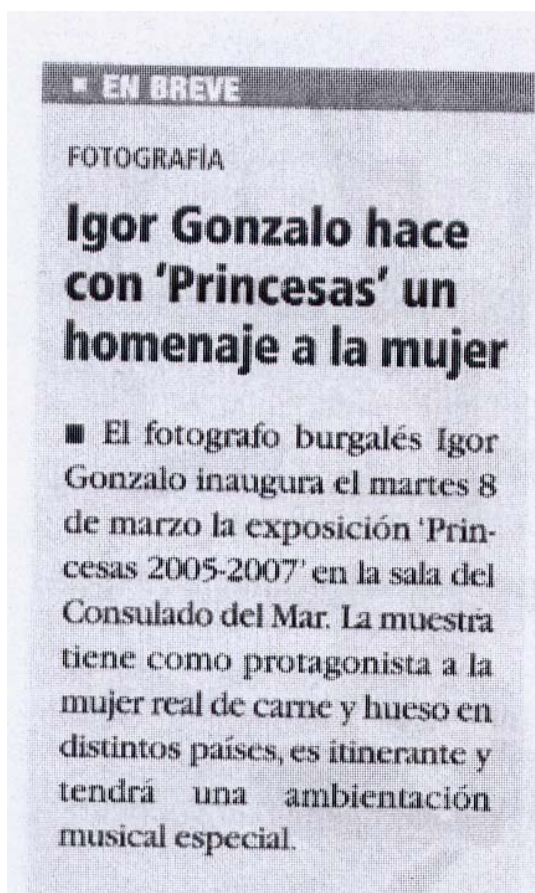 EN BREVE
FOTOGRAFÍA
Igor Gonzalo hace
con ‘Princesas’ un
homenaje a la mujer
El fotografo burgalés Igor
Gonzalo inaugura el martes 8
de marzo la exposición ‘Prin-
cesas 2005-2007’ en la sala del
Consulado del Mar. La muestra
tiene como protagonista a la
mujer real de carne y hueso en
distintos países, es itinerante y
tendrá una ambientación
musical especial.